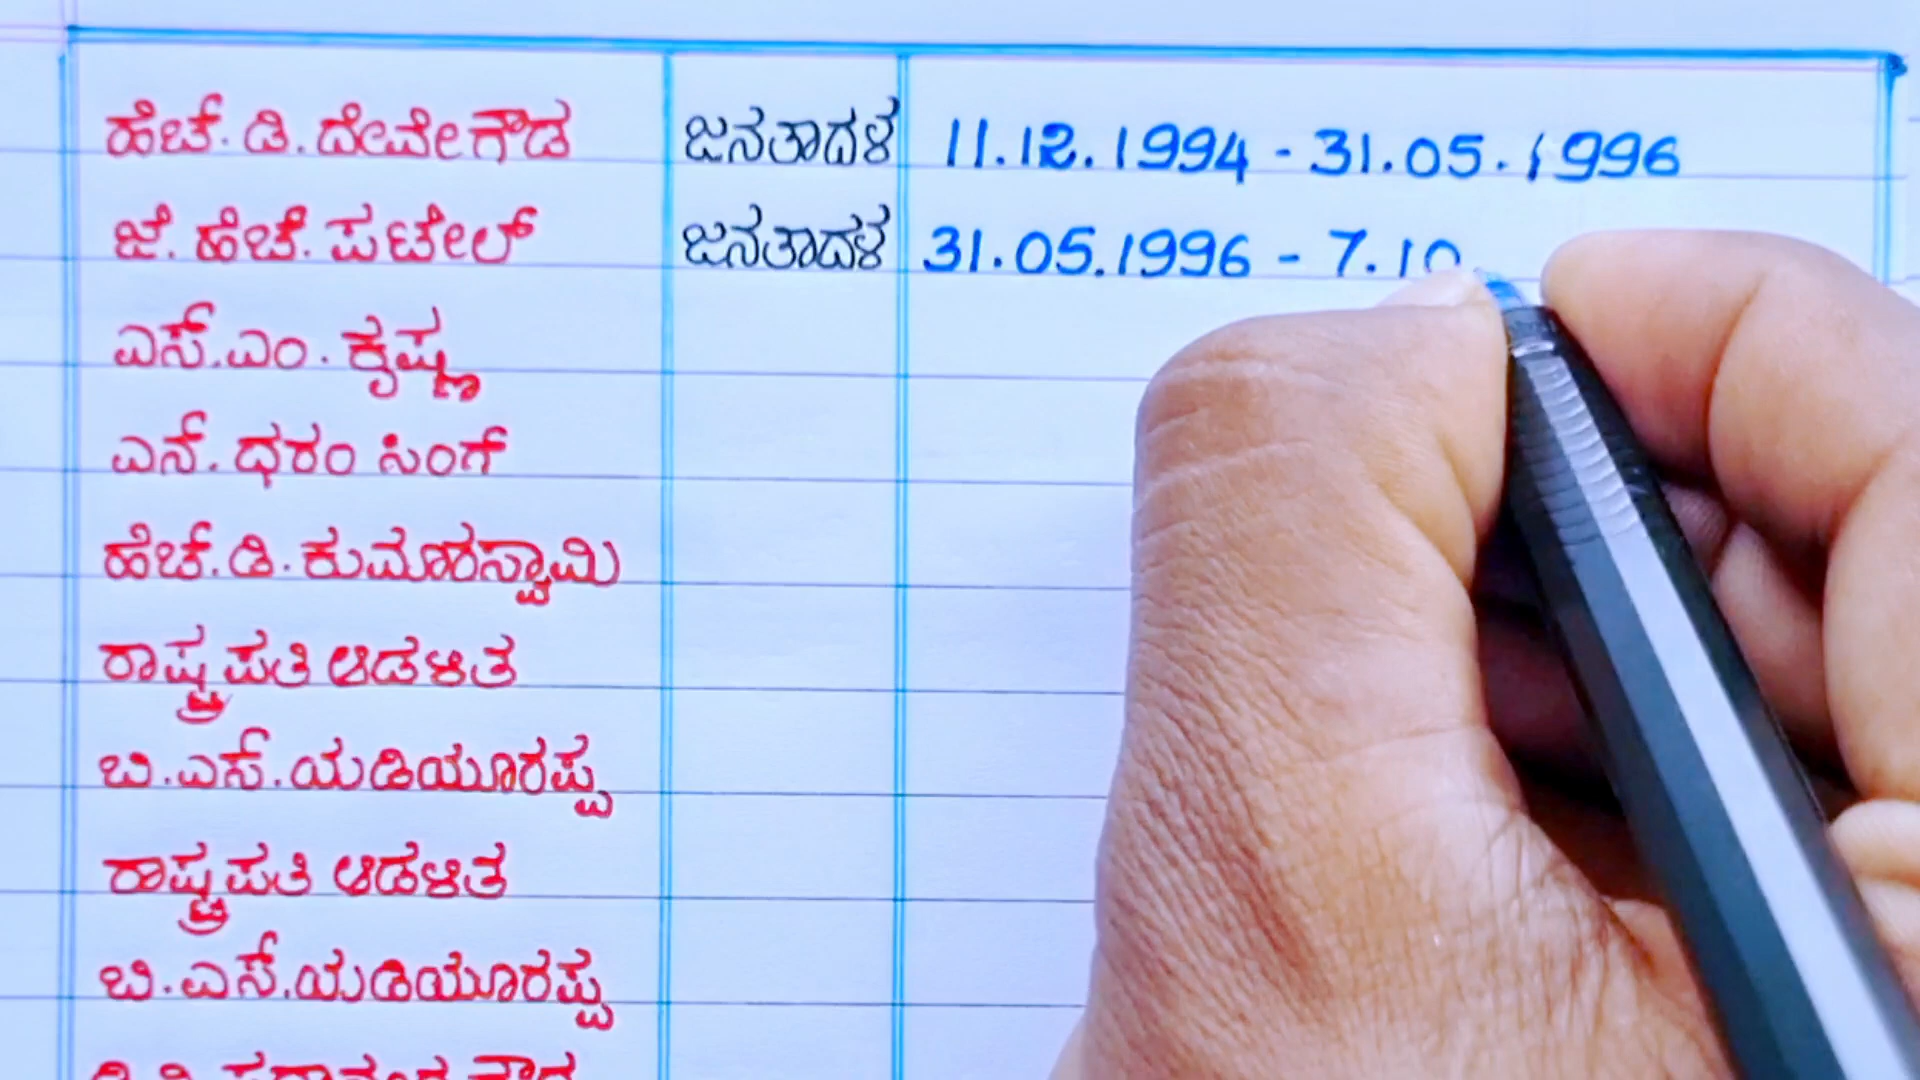 ಹೆಚ್. ಡಿ. ದೇವೇಗೌಡ ಜನತಾದಳ 11.12.1994 - 31.05.1996
ಜೆ. ಹೆಚ್. ಪಟೇಲ್ ಜನತಾದಳ 31.05.1996 - 7.10
ಎಸ್.ಎಂ. ಕೃಷ್ಣ
ಎನ್. ಧರಂ ಸಿಂಗ್
ಹೆಚ್.ಡಿ. ಕುಮಾರಸ್ವಾಮಿ
ರಾಷ್ಟ್ರಪತಿ ಆಡಳಿತ
ಬಿ.ಎಸ್.ಯಡಿಯೂರಪ್ಪ
ರಾಷ್ಟ್ರಪತಿ ಆಡಳಿತ
ಬಿ.ಎಸ್.ಯಡಿಯೂರಪ್ಪ